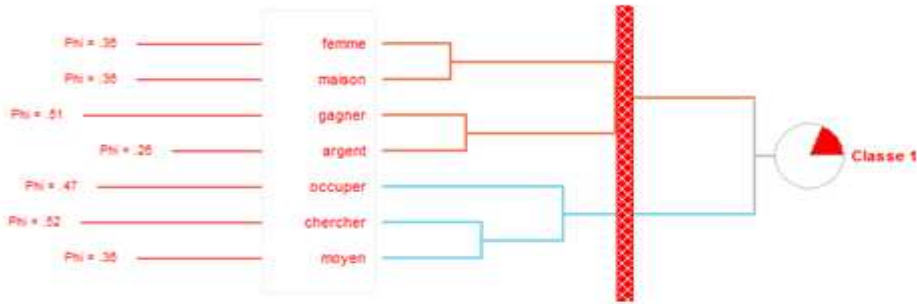 Phi = .35 femme
Phi = .35 maison
Phi = .51 gagner
Phi = .26 argent
Phi = .47 occuper
Phi = .52 chercher
Phi = .35 moyen
Classe 1